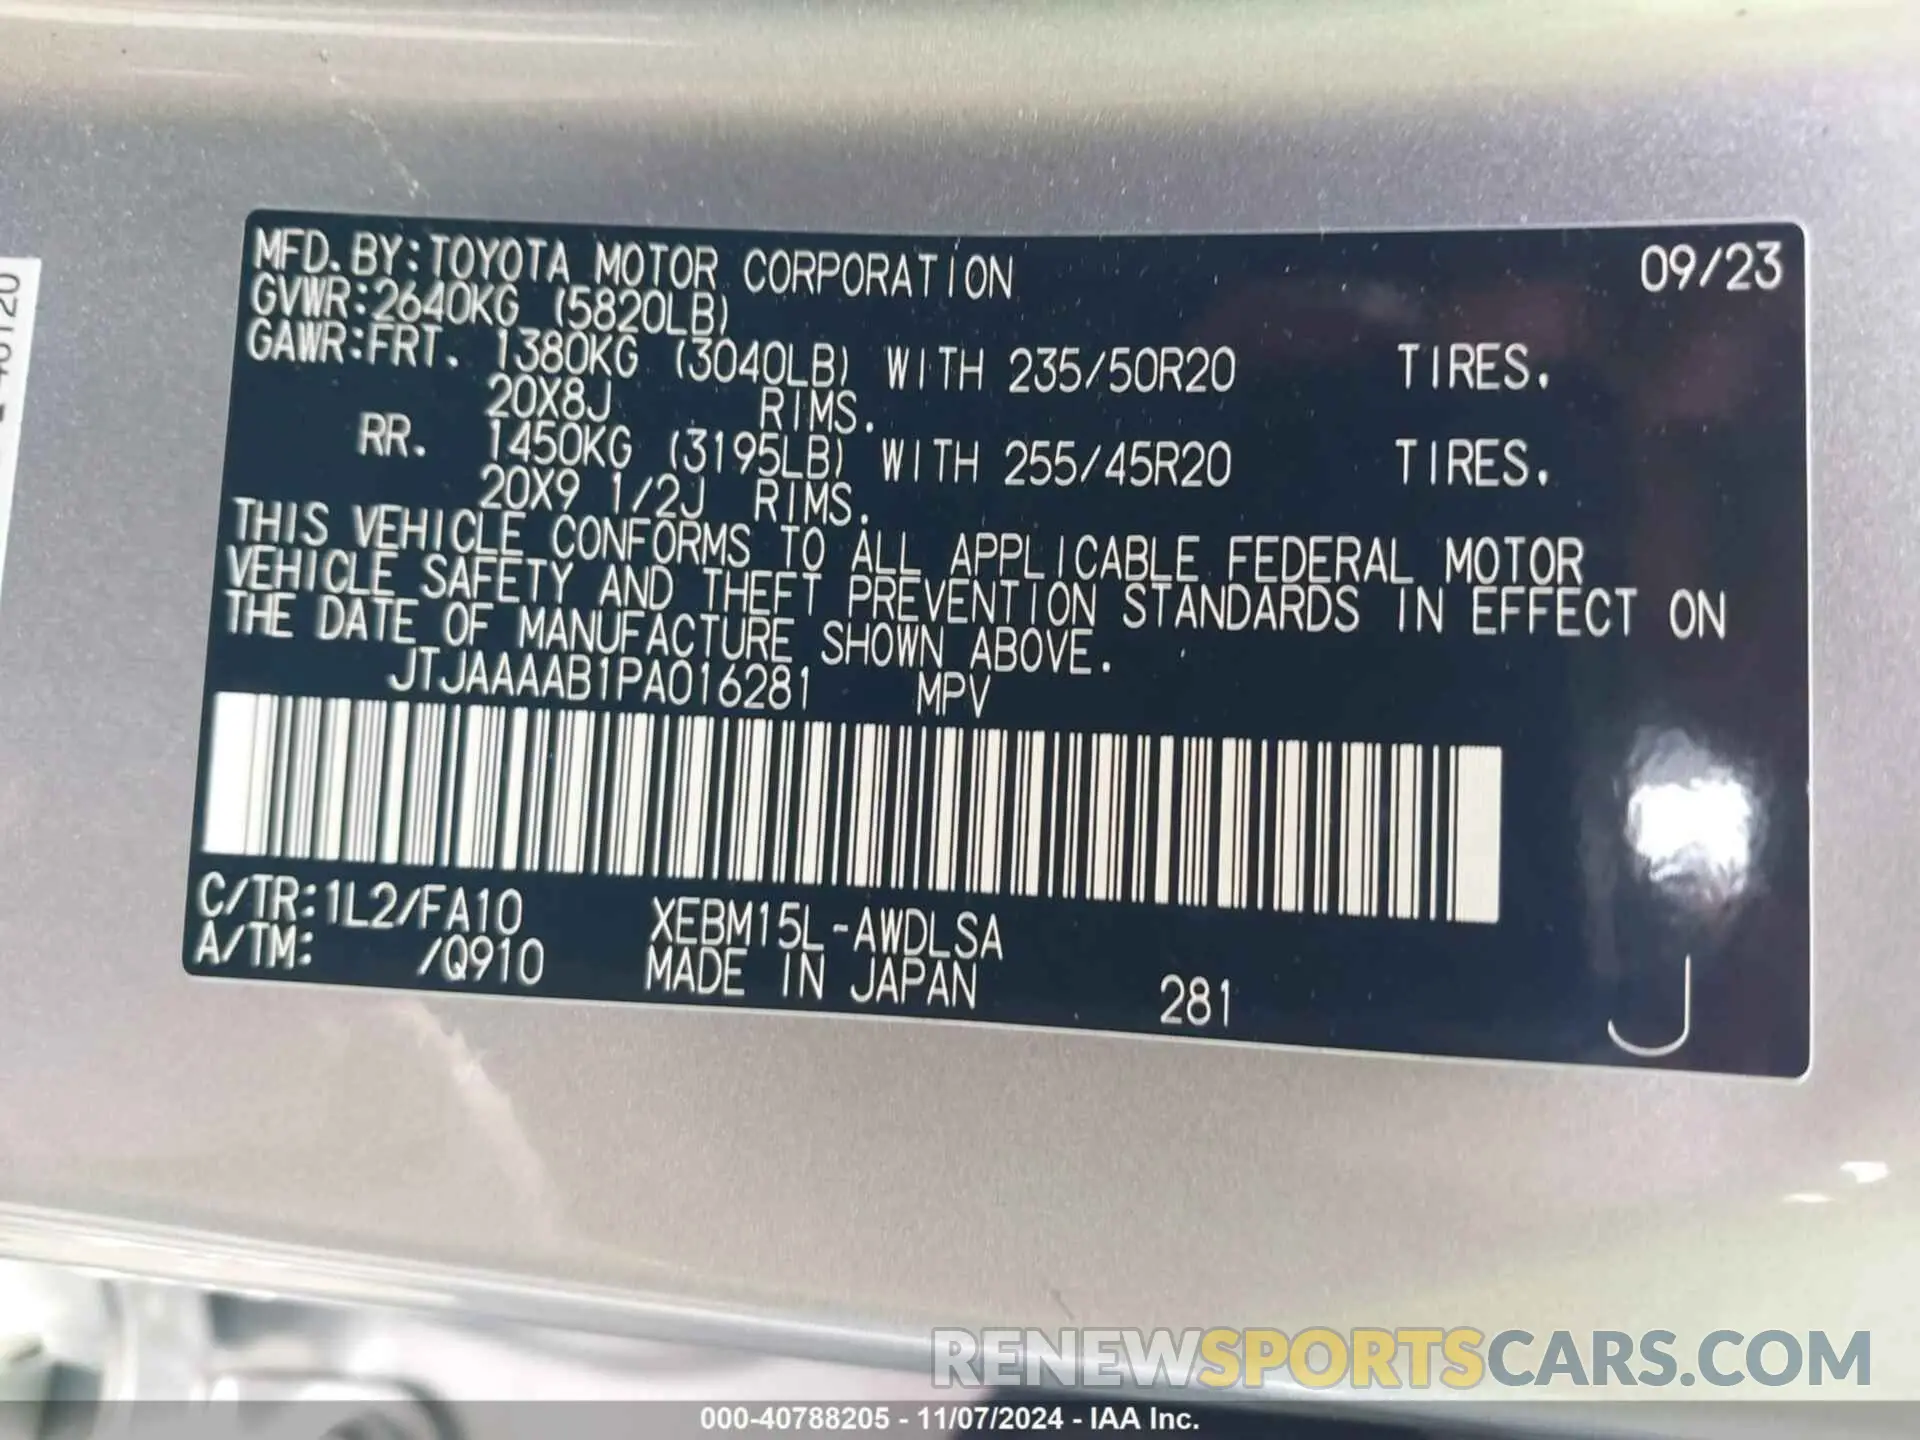 MFD.BY:TOYOTA MOTOR CORPORATION 09/23
GVWR:2640KG (5820LB)
GAWR:FRT. 1380KG (3040LB) WITH 235/50R20 TIRES.
20X8J RIMS.
RR. 1450KG (3195LB) WITH 255/45R20 TIRES.
20X9 1/2J RIMS.
THIS VEHICLE CONFORMS TO ALL APPLICABLE FEDERAL MOTOR
VEHICLE SAFETY AND THEFT PREVENTION STANDARDS IN EFFECT ON
THE DATE OF MANUFACTURE SHOWN ABOVE.
JTJAAAAB1PA016281 MPV
C/TR:1L2/FA10 XEBM15L-AWDLSA
A/TM: /Q910 MADE IN JAPAN 281
J
RENEWSPORTSCARS.COM
000-40788205 - 11/07/2024 - IAA Inc.